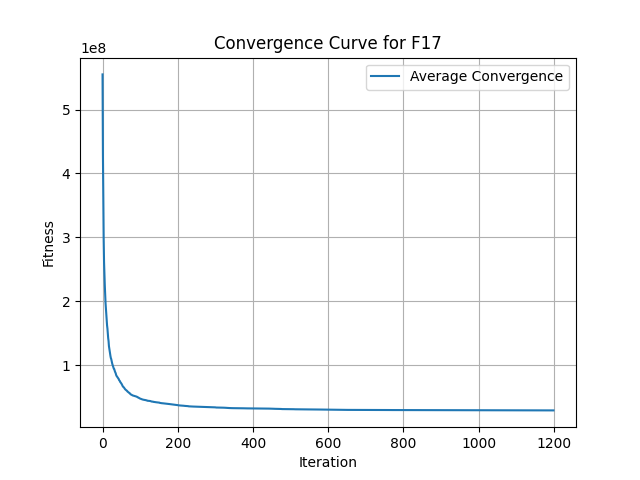 Convergence Curve for F17
1e8
Average Convergence
5
4
3
2
1
Fitness
0 200 400 600 800 1000 1200
Iteration